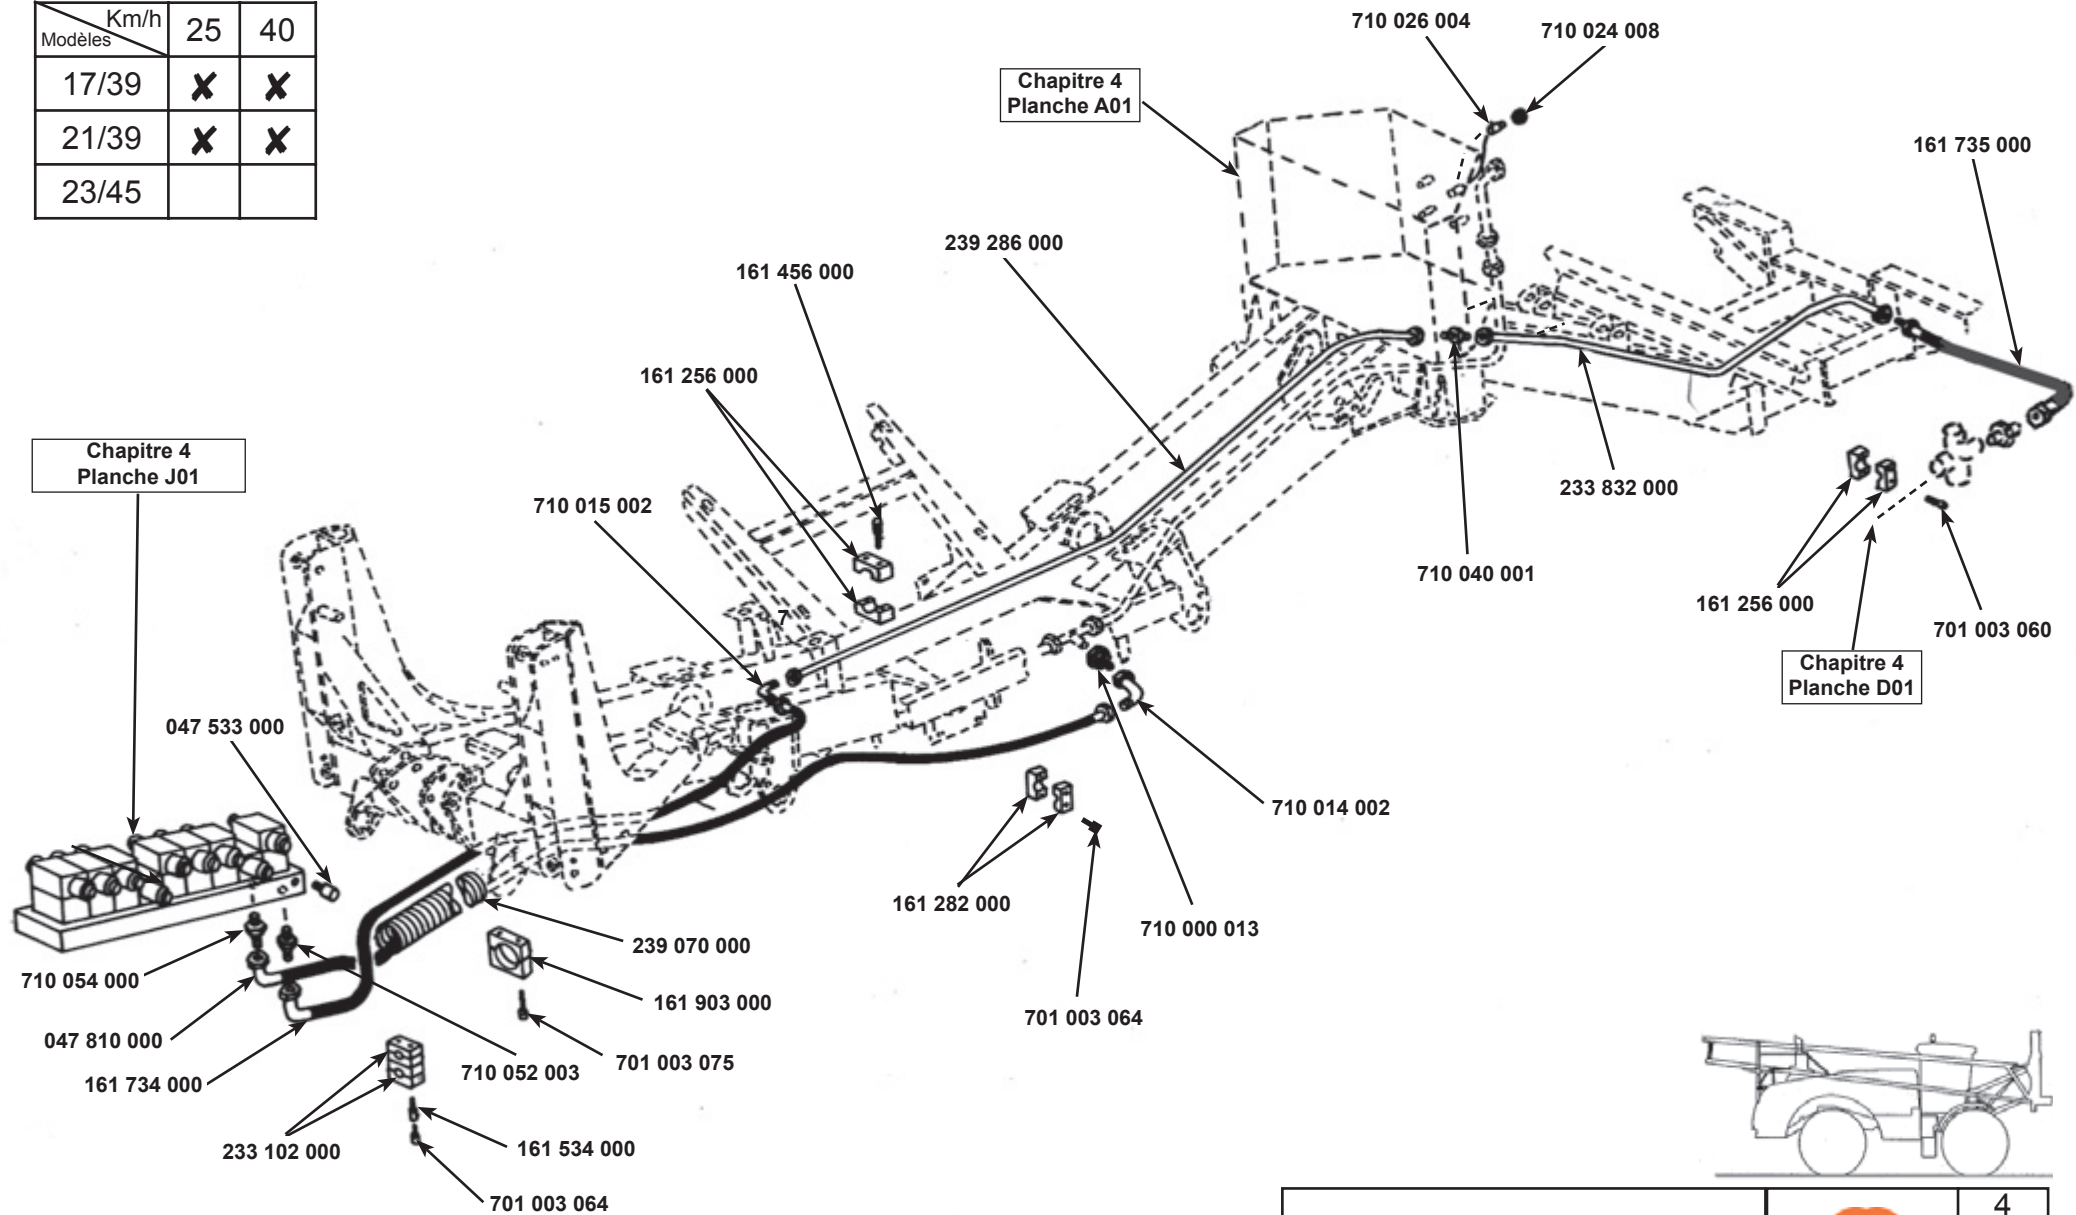 Km/h 25 40
Modèles
17/39 ✘ ✘
21/39 ✘ ✘
23/45
710 026 004
710 024 008
Chapitre 4
Planche A01
161 735 000
239 286 000
161 456 000
161 256 000
Chapitre 4
Planche J01
710 015 002
233 832 000
710 040 001
161 256 000
701 003 060
Chapitre 4
Planche D01
7
047 533 000
710 014 002
161 282 000
710 000 013
239 070 000
710 054 000
161 903 000
701 003 064
047 810 000
701 003 075
710 052 003
161 734 000
233 102 000
161 534 000
701 003 064
4